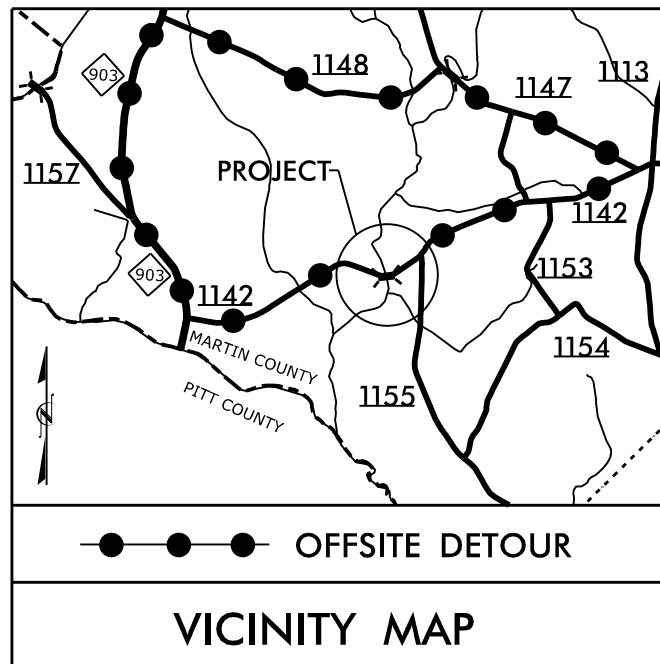 903
1148
1147
1113
1157
PROJECT
1142
903
1142
1153
MARTIN COUNTY
1154
PITT COUNTY
1155
N
OFFSITE DETOUR
VICINITY MAP